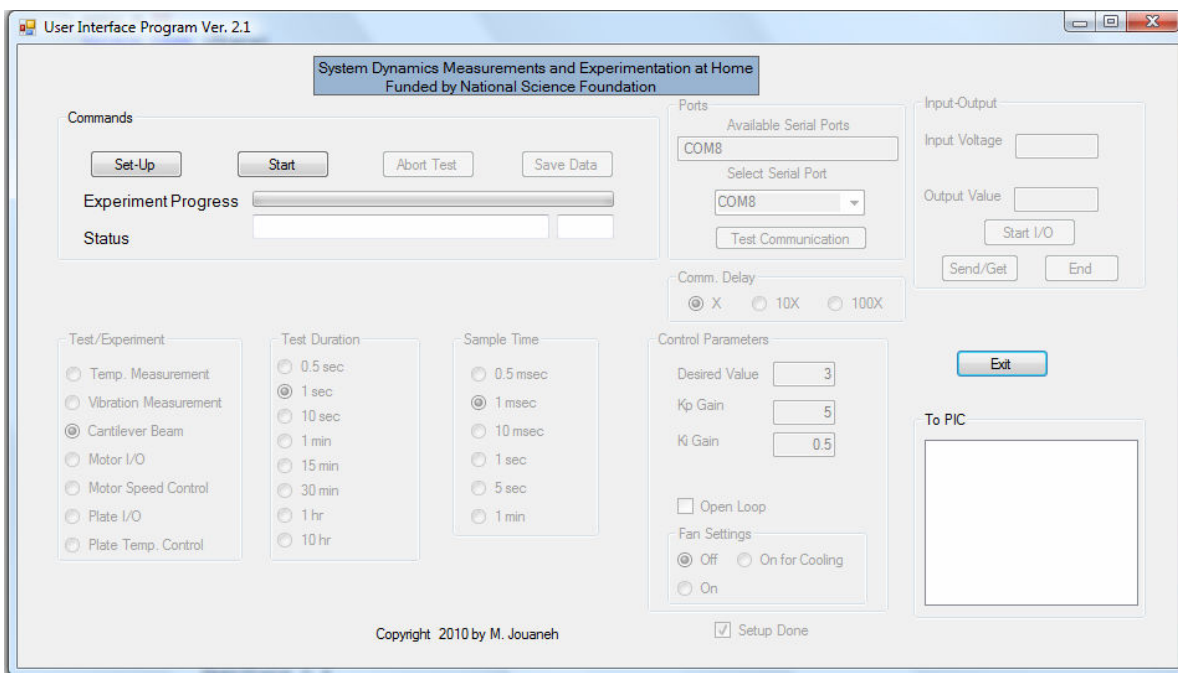 User Interface Program Ver. 2.1
System Dynamics Measurements and Experimentation at Home
Funded by National Science Foundation
Commands
Set-Up
Start
Abort Test
Save Data
Experiment Progress
Status
Ports
Available Serial Ports
COM8
Select Serial Port
COM8
Test Communication
Input-Output
Input Voltage
Output Value
Start I/O
Send/Get
End
Comm. Delay
X
10X
100X
Test/Experiment
Temp. Measurement
Vibration Measurement
Cantilever Beam
Motor I/O
Motor Speed Control
Plate I/O
Plate Temp. Control
Test Duration
0.5 sec
1 sec
10 sec
1 min
15 min
30 min
1 hr
10 hr
Sample Time
0.5 msec
1 msec
10 msec
1 sec
5 sec
1 min
Control Parameters
Desired Value 3
Kp Gain 5
Ki Gain 0.5
Open Loop
Fan Settings
Off
On for Cooling
On
Setup Done
Exit
To PIC
Copyright 2010 by M. Jouaneh